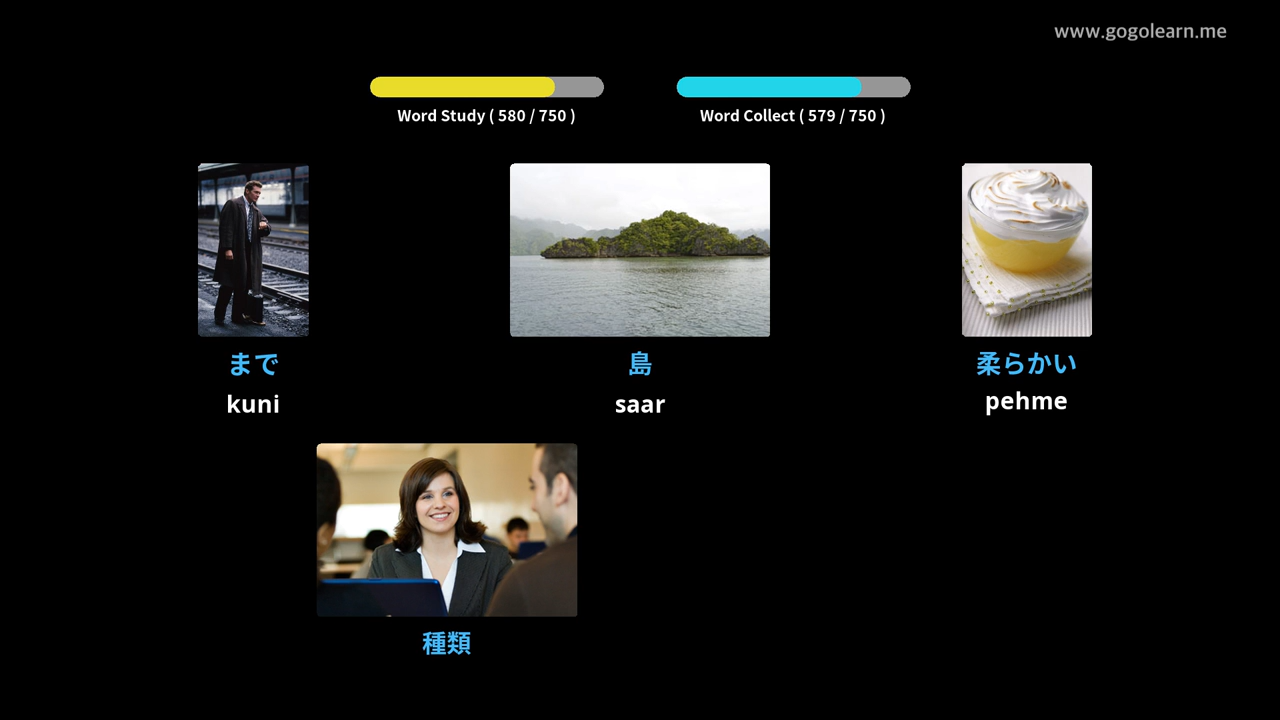 www.gogolearn.me
Word Study ( 580 / 750 )
Word Collect ( 579 / 750 )
まで
kuni
島
saar
柔らかい
pehme
種類